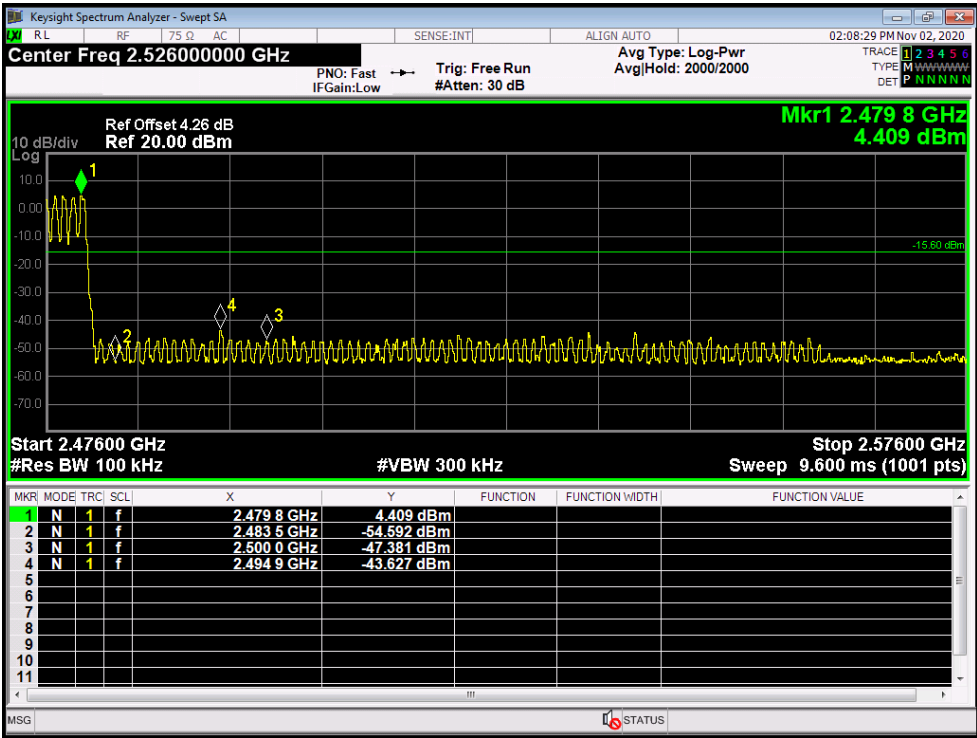 Keysight Spectrum Analyzer - Swept SA
LXI RL RF 75 Ω AC SENSE:INT ALIGN AUTO 02:08:29 PM Nov 02, 2020
Center Freq 2.526000000 GHz Avg Type: Log-Pwr TRACE 1 2 3 4 5 6
PNO: Fast Trig: Free Run Avg|Hold: 2000/2000 TYPE M WWWWW
IFGain:Low #Atten: 30 dB DET P N N N N N
Mkr1 2.479 8 GHz
Ref Offset 4.26 dB 4.409 dBm
10 dB/div Ref 20.00 dBm
Log
1
10.0
0.00
-10.0
-15.60 dBm
-20.0
-30.0
4
3
-40.0
2
-50.0
-60.0
-70.0
Start 2.47600 GHz Stop 2.57600 GHz
#Res BW 100 kHz #VBW 300 kHz Sweep 9.600 ms (1001 pts)
MKR MODE TRC SCL X Y FUNCTION FUNCTION WIDTH FUNCTION VALUE
1 N 1 f 2.479 8 GHz 4.409 dBm
2 N 1 f 2.483 5 GHz -54.592 dBm
3 N 1 f 2.500 0 GHz -47.381 dBm
4 N 1 f 2.494 9 GHz -43.627 dBm
5
6
7
8
9
10
11
MSG STATUS